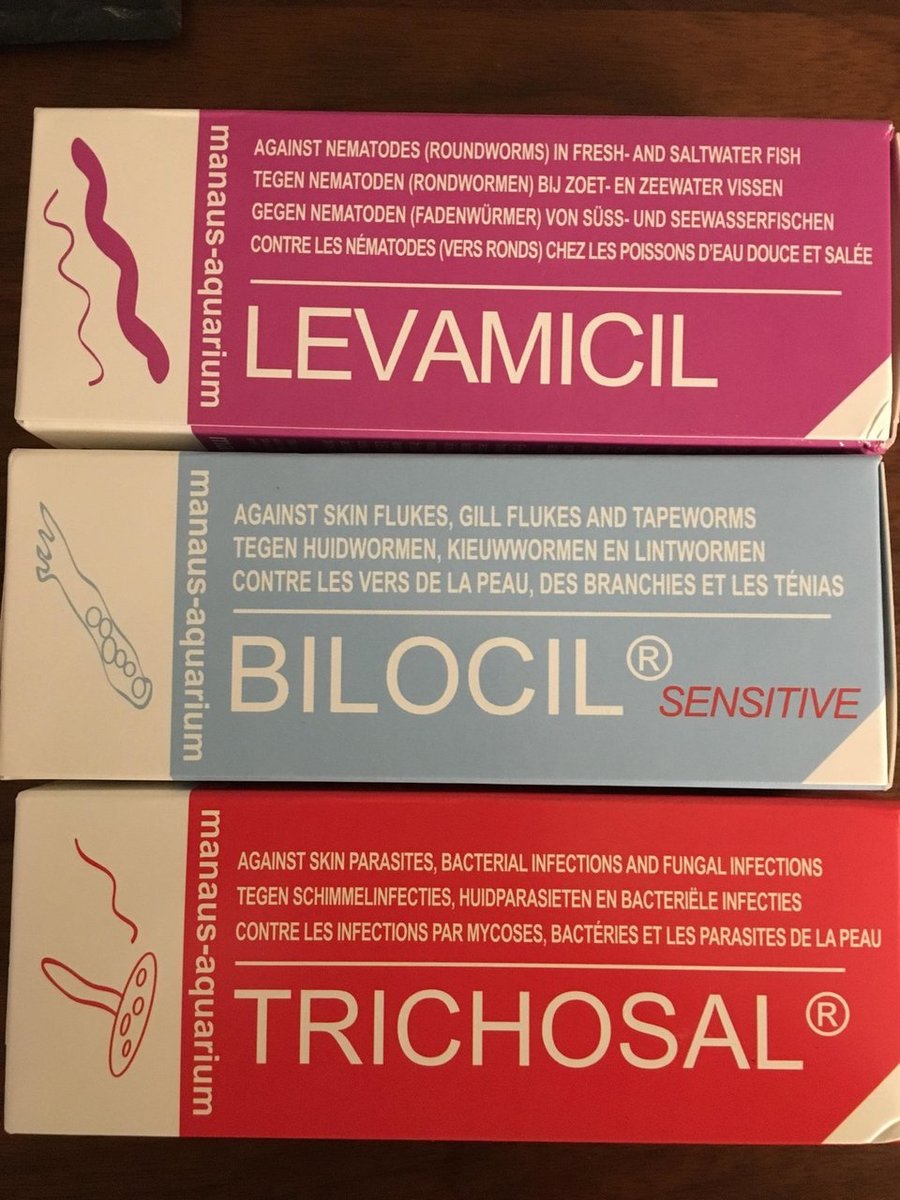 manaus-aquarium
AGAINST NEMATODES (ROUNDWORMS) IN FRESH- AND SALTWATER FISH
TEGEN NEMATODEN (RONDWORMEN) BIJ ZOET- EN ZEEWATER VISSEN
GEGEN NEMATODEN (FADENWÜRMER) VON SÜSS- UND SEEWASSERFISCHEN
CONTRE LES NÉMATODES (VERS RONDS) CHEZ LES POISSONS D'EAU DOUCE ET SALÉE
LEVAMICIL
manaus-aquarium
AGAINST SKIN FLUKES, GILL FLUKES AND TAPEWORMS
TEGEN HUIDWORMEN, KIEUWWORMEN EN LINTWORMEN
CONTRE LES VERS DE LA PEAU, DES BRANCHIES ET LES TÉNIAS
BILOCIL®
SENSITIVE
manaus-aquarium
AGAINST SKIN PARASITES, BACTERIAL INFECTIONS AND FUNGAL INFECTIONS
TEGEN SCHIMMELINFECTIES, HUIDPARASIETEN EN BACTERIËLE INFECTIES
CONTRE LES INFECTIONS PAR MYCOSES, BACTÉRIES ET LES PARASITES DE LA PEAU
TRICHOSAL®